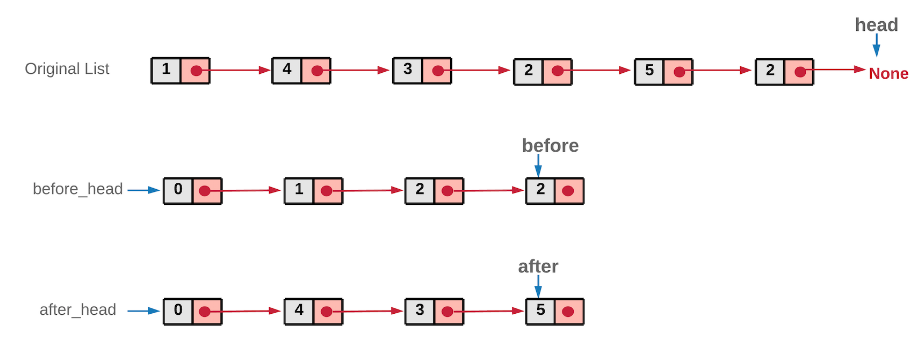 head
Original List 1 4 3 2 5 2 None
before
before_head 0 1 2 2
after
after_head 0 4 3 5